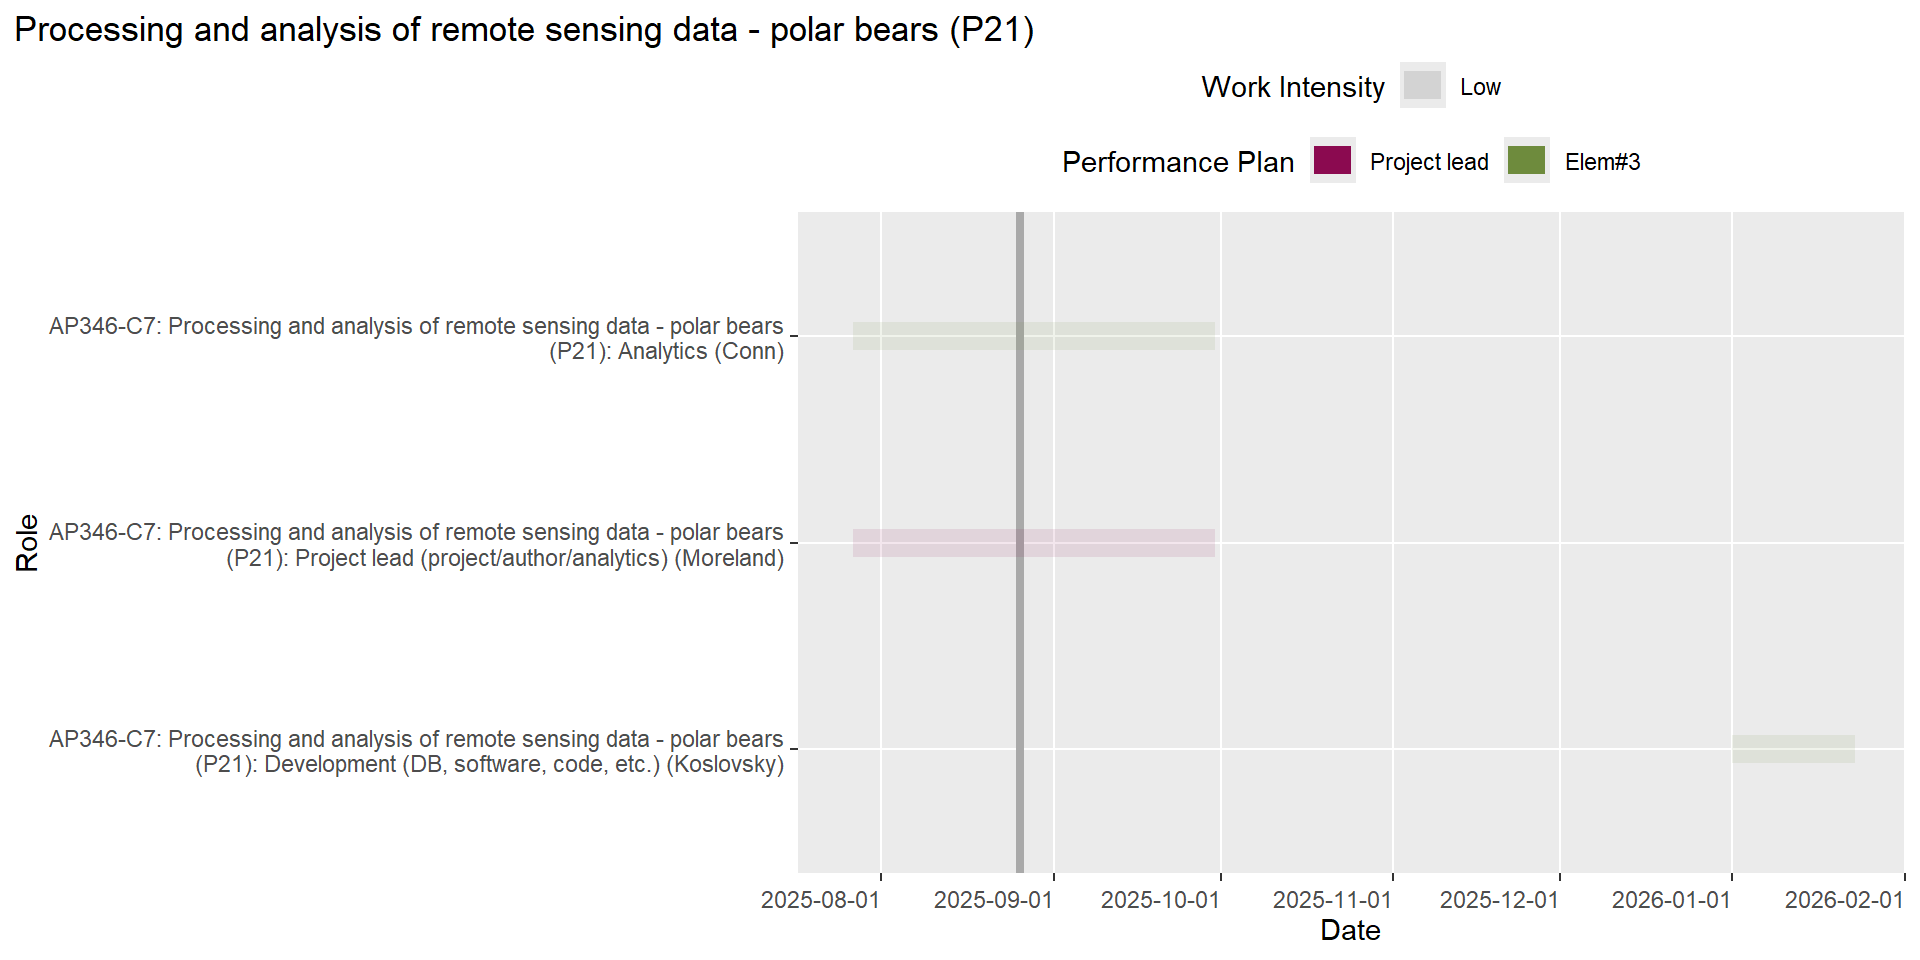 Processing and analysis of remote sensing data - polar bears (P21)
Work Intensity Low
Performance Plan Project lead Elem#3
AP346-C7: Processing and analysis of remote sensing data - polar bears
(P21): Analytics (Conn)
Role
AP346-C7: Processing and analysis of remote sensing data - polar bears
(P21): Project lead (project/author/analytics) (Moreland)
AP346-C7: Processing and analysis of remote sensing data - polar bears
(P21): Development (DB, software, code, etc.) (Koslovsky)
2025-08-01 2025-09-01 2025-10-01 2025-11-01 2025-12-01 2026-01-01 2026-02-01
Date